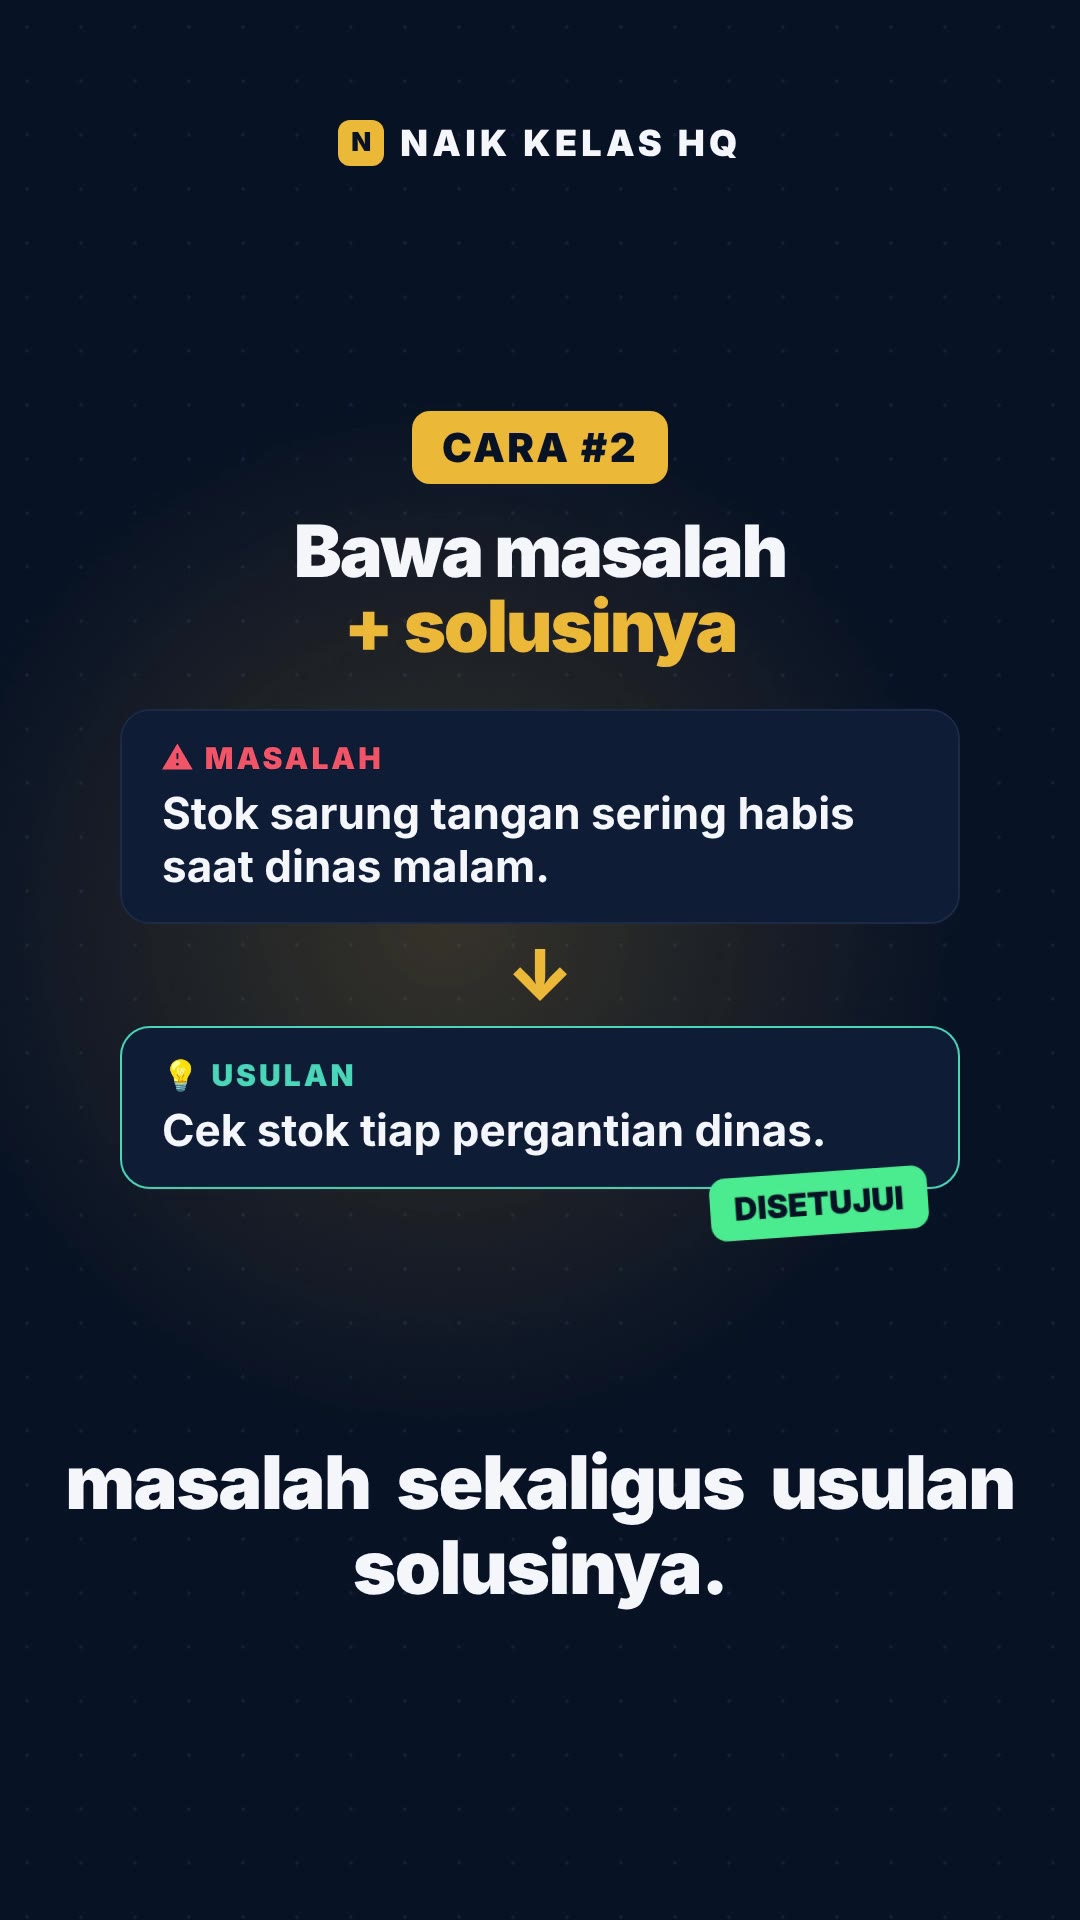 N NAIK KELAS HQ
CARA #2
Bawa masalah
+ solusinya
⚠ MASALAH
Stok sarung tangan sering habis
saat dinas malam.
↓
💡 USULAN
Cek stok tiap pergantian dinas.
DISETUJUI
masalah sekaligus usulan
solusinya.